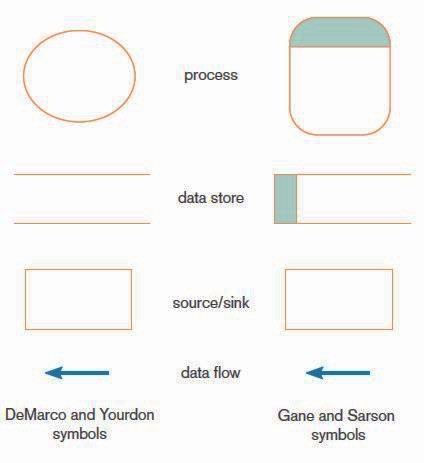 process
data store
source/sink
data flow
DeMarco and Yourdon
symbols
Gane and Sarson
symbols